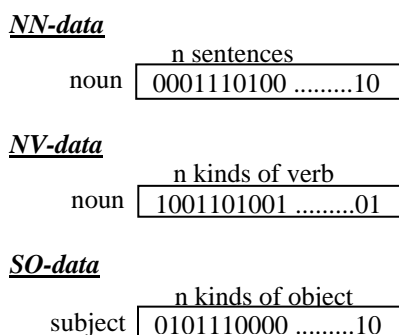 NN-data
n sentences
noun 0001110100 .........10
NV-data
n kinds of verb
noun 1001101001 .........01
SO-data
n kinds of object
subject 0101110000 .........10